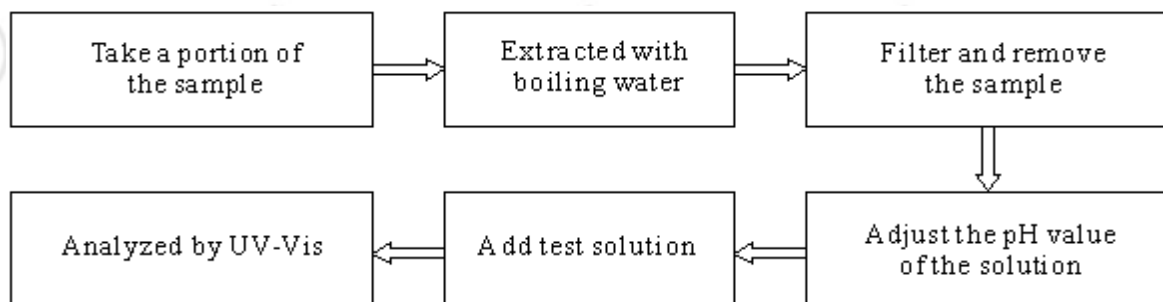 Take a portion of
the sample
Extracted with
boiling water
Filter and remove
the sample
Adjust the pH value
of the solution
Add test solution
Analyzed by UV-Vis